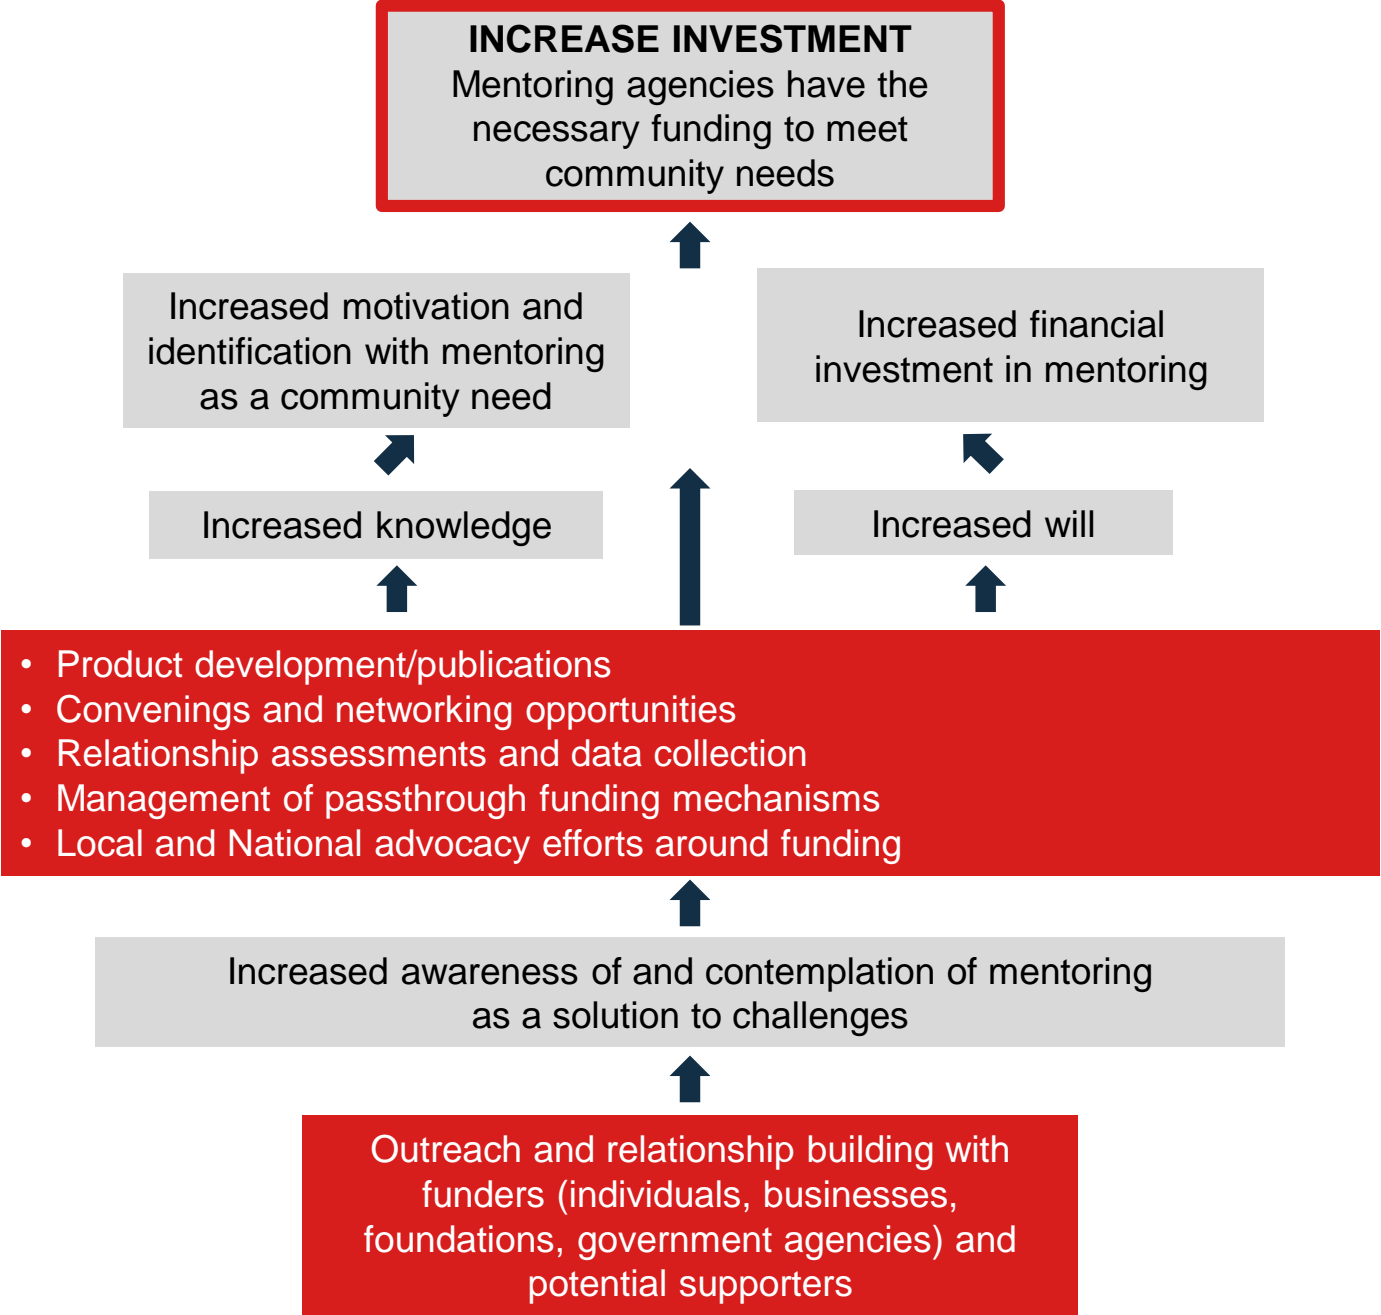 INCREASE INVESTMENT
Mentoring agencies have the
necessary funding to meet
community needs
Increased motivation and
identification with mentoring
as a community need
Increased financial
investment in mentoring
Increased knowledge
Increased will
• Product development/publications
• Convenings and networking opportunities
• Relationship assessments and data collection
• Management of passthrough funding mechanisms
• Local and National advocacy efforts around funding
Increased awareness of and contemplation of mentoring
as a solution to challenges
Outreach and relationship building with
funders (individuals, businesses,
foundations, government agencies) and
potential supporters